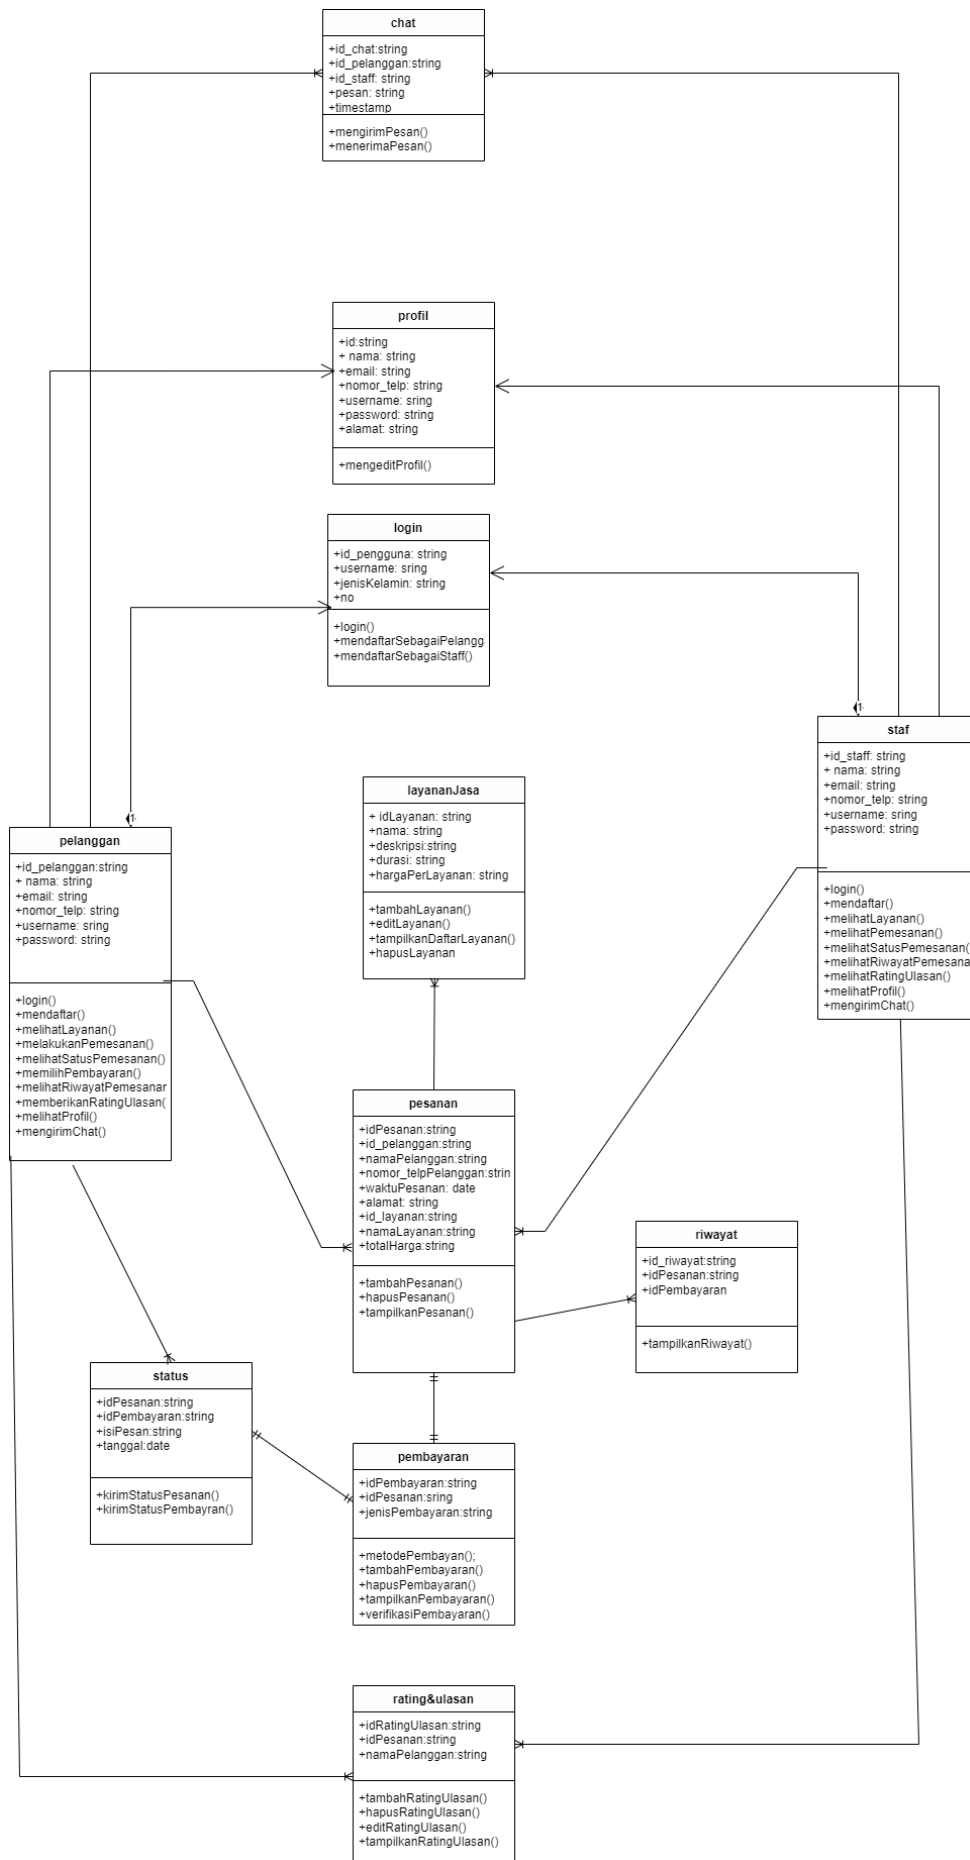 chat
+id_chat:string
+id_pelanggan:string
+id_staff: string
+pesan: string
+timestamp
+mengirimPesan()
+menerimaPesan()
profil
+id:string
+ nama: string
+email: string
+nomor_telp: string
+username: sring
+password: string
+alamat: string
+mengeditProfil()
login
+id_pengguna: string
+username: sring
+jenisKelamin: string
+no
+login()
+mendaftarSebagaiPelangg
+mendaftarSebagaiStaff()
1
1
staf
+id_staff: string
+ nama: string
+email: string
+nomor_telp: string
+username: sring
+password: string
+login()
+mendaftar()
+melihatLayanan()
+melihatPemesanan()
+melihatSatusPemesanan()
+melihatRiwayatPemesana
+melihatRatingUlasan()
+melihatProfil()
+mengirimChat()
layananJasa
+ idLayanan: string
+nama: string
+deskripsi:string
+durasi: string
+hargaPerLayanan: string
+tambahLayanan()
+editLayanan()
+tampilkanDaftarLayanan()
+hapusLayanan
pelanggan
+id_pelanggan:string
+ nama: string
+email: string
+nomor_telp: string
+username: sring
+password: string
+login()
+mendaftar()
+melihatLayanan()
+melakukanPemesanan()
+melihatSatusPemesanan()
+memilihPembayaran()
+melihatRiwayatPemesanar
+memberikanRatingUlasan(
+melihatProfil()
+mengirimChat()
pesanan
+idPesanan:string
+id_pelanggan:string
+namaPelanggan:string
+nomor_telpPelanggan:strin
+waktuPesanan: date
+alamat: string
+id_layanan:string
+namaLayanan:string
+totalHarga:string
+tambahPesanan()
+hapusPesanan()
+tampilkanPesanan()
riwayat
+id_riwayat:string
+idPesanan:string
+idPembayaran
+tampilkanRiwayat()
status
+idPesanan:string
+idPembayaran:string
+isiPesan:string
+tanggal:date
+kirimStatusPesanan()
+kirimStatusPembayran()
pembayaran
+idPembayaran:string
+idPesanan:sring
+jenisPembayaran:string
+metodePembayan();
+tambahPembayaran()
+hapusPembayaran()
+tampilkanPembayaran()
+verifikasiPembayaran()
rating&ulasan
+idRatingUlasan:string
+idPesanan:string
+namaPelanggan:string
+tambahRatingUlasan()
+hapusRatingUlasan()
+editRatingUlasan()
+tampilkanRatingUlasan()